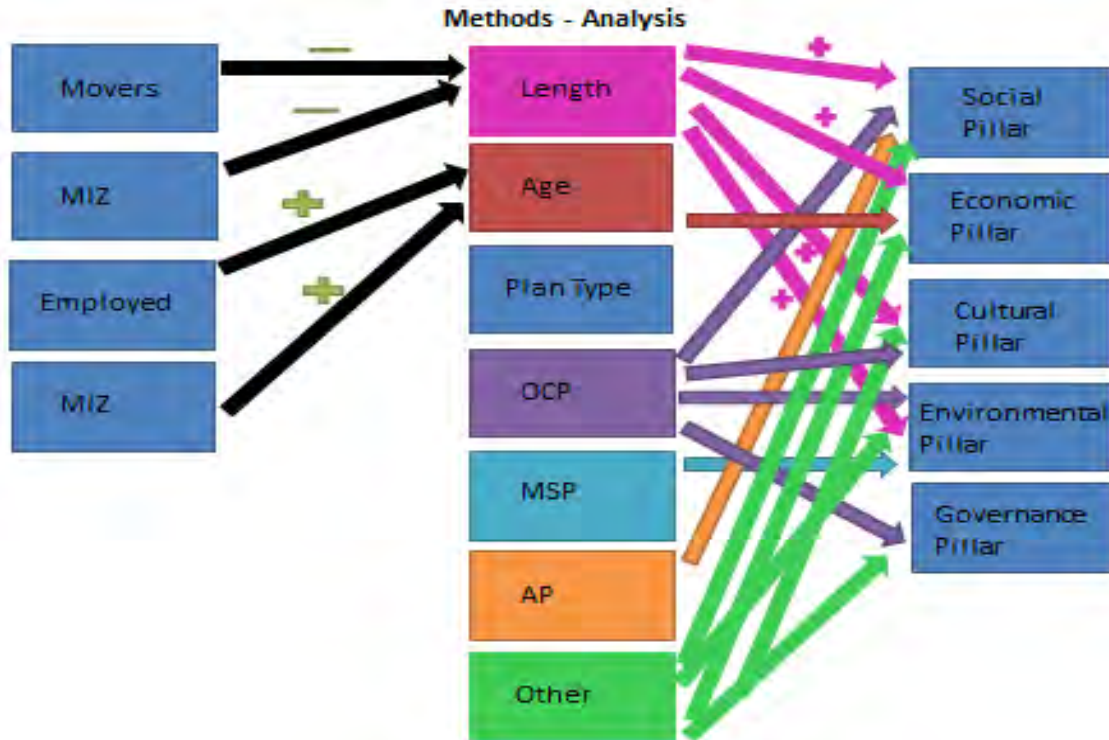 Methods - Analysis
Movers
MIZ
Employed
MIZ
Length
Age
Plan Type
OCP
MSP
AP
Other
Social
Pillar
Economic
Pillar
Cultural
Pillar
Environmental
Pillar
Governance
Pillar